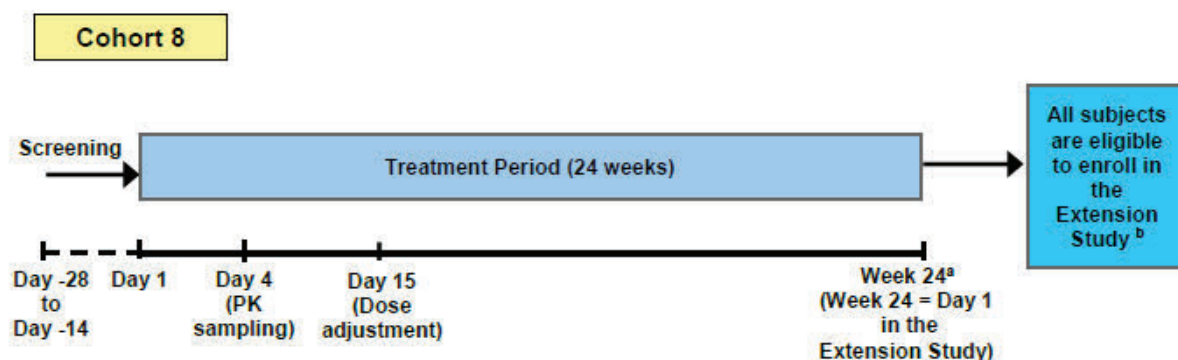 Cohort 8
Screening
Treatment Period (24 weeks)
All subjects
are eligible
to enroll in
the
Extension
Study b
Day -28
to
Day -14
Day 1
Day 4
(PK
sampling)
Day 15
(Dose
adjustment)
Week 24a
(Week 24 = Day 1
in the
Extension Study)